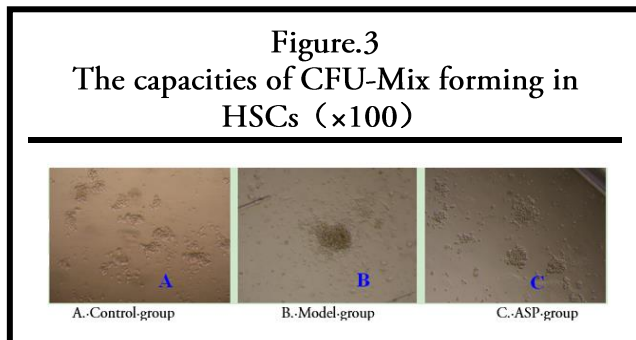 Figure.3
The capacities of CFU-Mix forming in
HSCs（×100）
A B C
A.·Control·group B.·Model·group C.·ASP·group